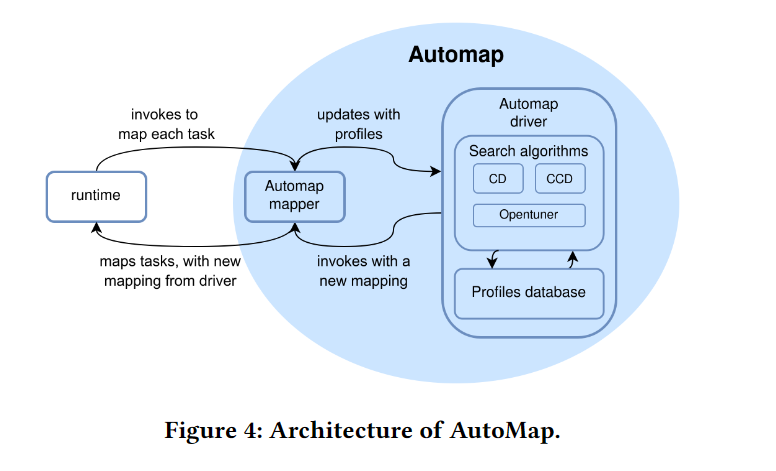 Automap
invokes to
map each task
updates with
profiles
Automap
driver
Search algorithms
CD
CCD
Opentuner
runtime
Automap
mapper
maps tasks, with new
mapping from driver
invokes with a
new mapping
Profiles database
Figure 4: Architecture of AutoMap.